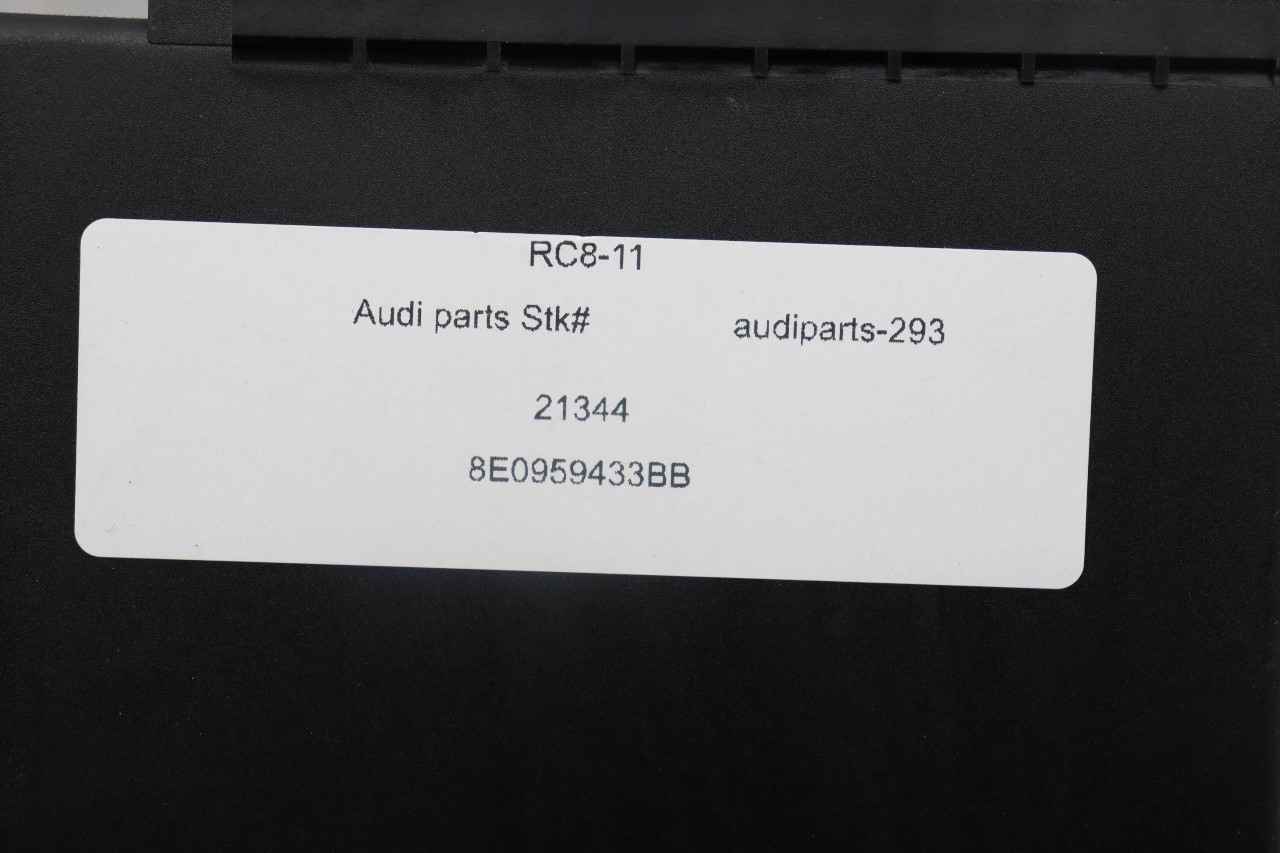 RC8-11
Audi parts Stk# audiparts-293
21344
8E0959433BB